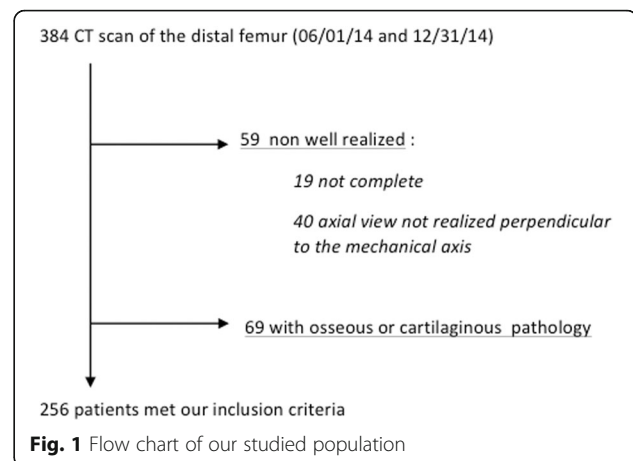 384 CT scan of the distal femur (06/01/14 and 12/31/14)
59 non well realized :
19 not complete
40 axial view not realized perpendicular
to the mechanical axis
69 with osseous or cartilaginous pathology
256 patients met our inclusion criteria
Fig. 1 Flow chart of our studied population